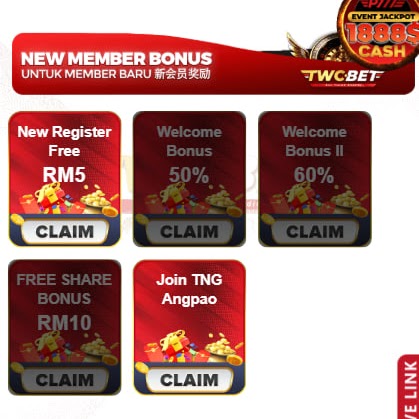 EVENT JACKPOT
1888$
CASH
NEW MEMBER BONUS
UNTUK MEMBER BARU 新会员奖励
TWCBET
New Register
Free
RM5
CLAIM
Welcome
Bonus
50%
CLAIM
Welcome
Bonus II
60%
CLAIM
FREE SHARE
BONUS
RM10
CLAIM
Join TNG
Angpao
CLAIM
LINK